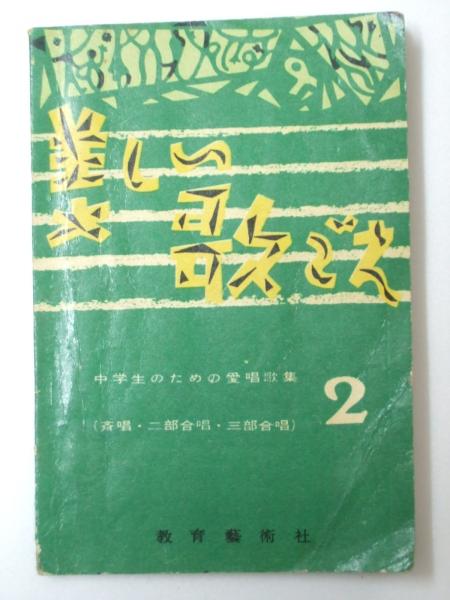 美しい
歌ごえ
中学生のための愛唱歌集
2
(斉唱・二部合唱・三部合唱)
教育藝術社